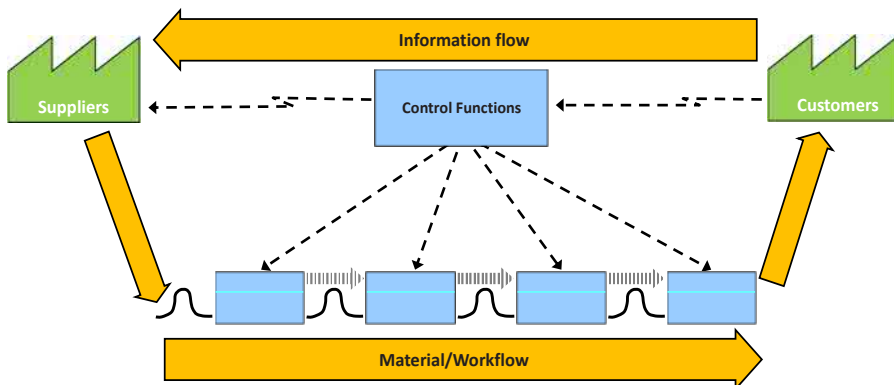 Information flow
Suppliers
Control Functions
Customers
Material/Workflow